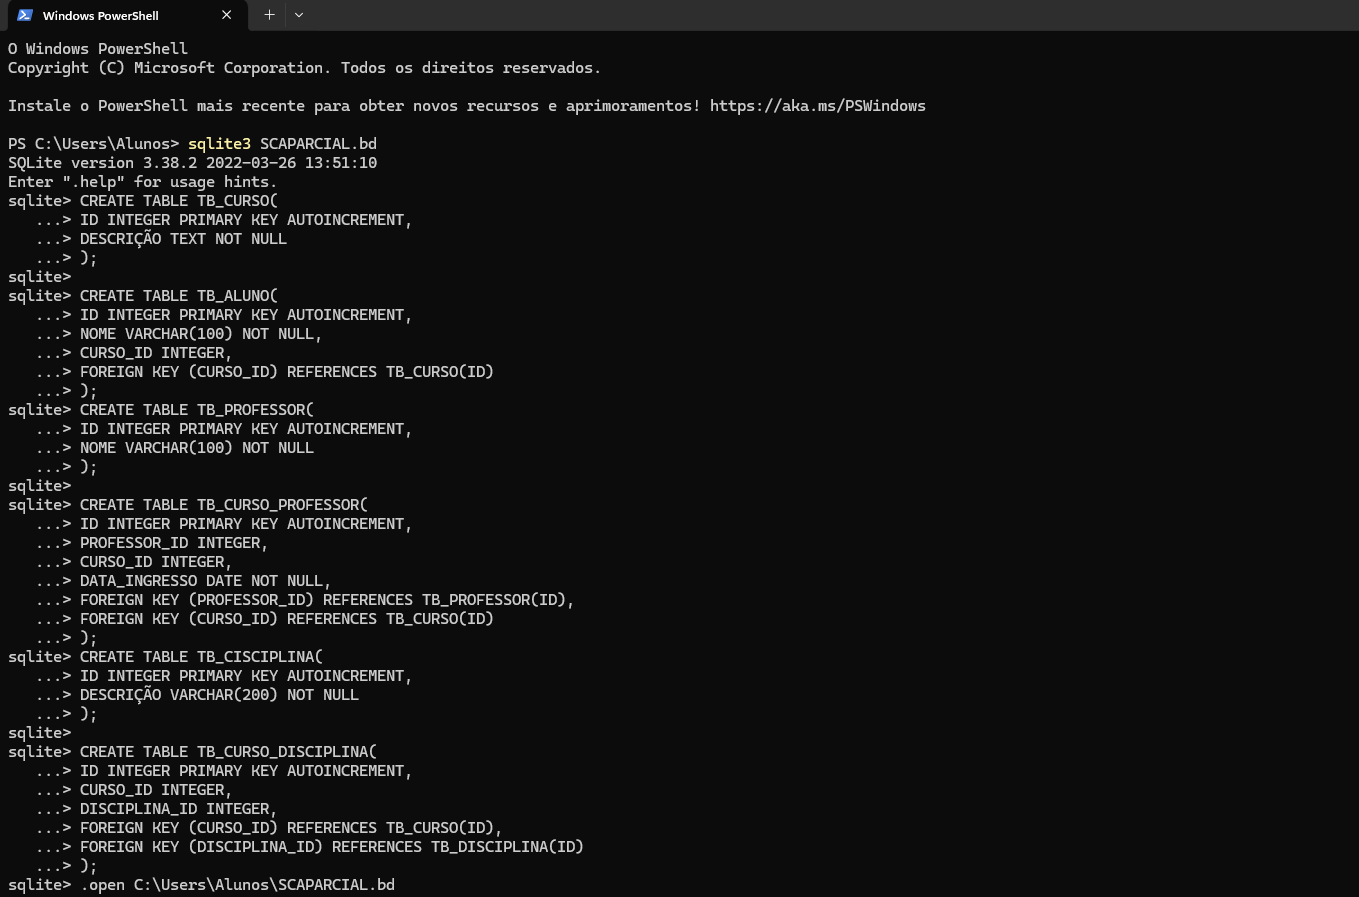 Windows PowerShell
O Windows PowerShell
Copyright (C) Microsoft Corporation. Todos os direitos reservados.
Instale o PowerShell mais recente para obter novos recursos e aprimoramentos! https://aka.ms/PSWindows
PS C:\Users\Alunos> sqlite3 SCAPARCIAL.bd
SQLite version 3.38.2 2022-03-26 13:51:10
Enter ".help" for usage hints.
sqlite> CREATE TABLE TB_CURSO(
   ...> ID INTEGER PRIMARY KEY AUTOINCREMENT,
   ...> DESCRIÇÃO TEXT NOT NULL
   ...> );
sqlite>
sqlite> CREATE TABLE TB_ALUNO(
   ...> ID INTEGER PRIMARY KEY AUTOINCREMENT,
   ...> NOME VARCHAR(100) NOT NULL,
   ...> CURSO_ID INTEGER,
   ...> FOREIGN KEY (CURSO_ID) REFERENCES TB_CURSO(ID)
   ...> );
sqlite> CREATE TABLE TB_PROFESSOR(
   ...> ID INTEGER PRIMARY KEY AUTOINCREMENT,
   ...> NOME VARCHAR(100) NOT NULL
   ...> );
sqlite>
sqlite> CREATE TABLE TB_CURSO_PROFESSOR(
   ...> ID INTEGER PRIMARY KEY AUTOINCREMENT,
   ...> PROFESSOR_ID INTEGER,
   ...> CURSO_ID INTEGER,
   ...> DATA_INGRESSO DATE NOT NULL,
   ...> FOREIGN KEY (PROFESSOR_ID) REFERENCES TB_PROFESSOR(ID),
   ...> FOREIGN KEY (CURSO_ID) REFERENCES TB_CURSO(ID)
   ...> );
sqlite> CREATE TABLE TB_CISCIPLINA(
   ...> ID INTEGER PRIMARY KEY AUTOINCREMENT,
   ...> DESCRIÇÃO VARCHAR(200) NOT NULL
   ...> );
sqlite>
sqlite> CREATE TABLE TB_CURSO_DISCIPLINA(
   ...> ID INTEGER PRIMARY KEY AUTOINCREMENT,
   ...> CURSO_ID INTEGER,
   ...> DISCIPLINA_ID INTEGER,
   ...> FOREIGN KEY (CURSO_ID) REFERENCES TB_CURSO(ID),
   ...> FOREIGN KEY (DISCIPLINA_ID) REFERENCES TB_DISCIPLINA(ID)
   ...> );
sqlite> .open C:\Users\Alunos\SCAPARCIAL.bd